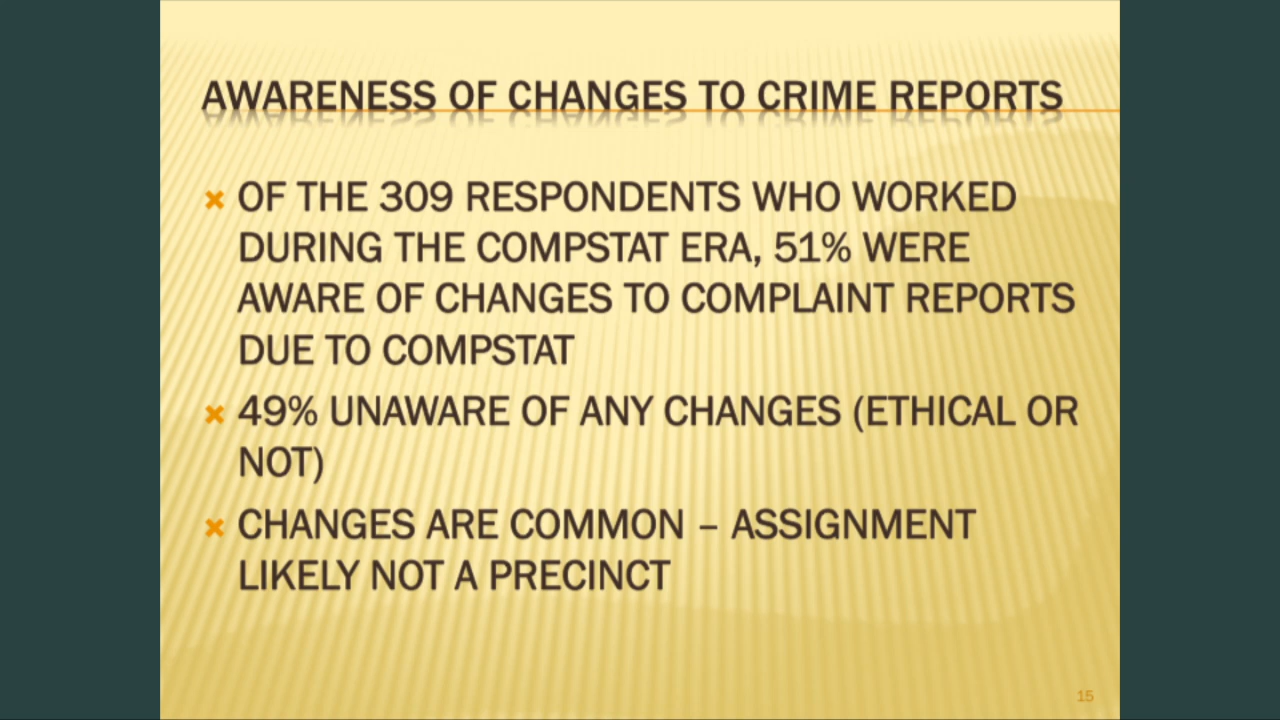 AWARENESS OF CHANGES TO CRIME REPORTS
OF THE 309 RESPONDENTS WHO WORKED
DURING THE COMPSTAT ERA, 51% WERE
AWARE OF CHANGES TO COMPLAINT REPORTS
DUE TO COMPSTAT
49% UNAWARE OF ANY CHANGES (ETHICAL OR
NOT)
CHANGES ARE COMMON – ASSIGNMENT
LIKELY NOT A PRECINCT
15